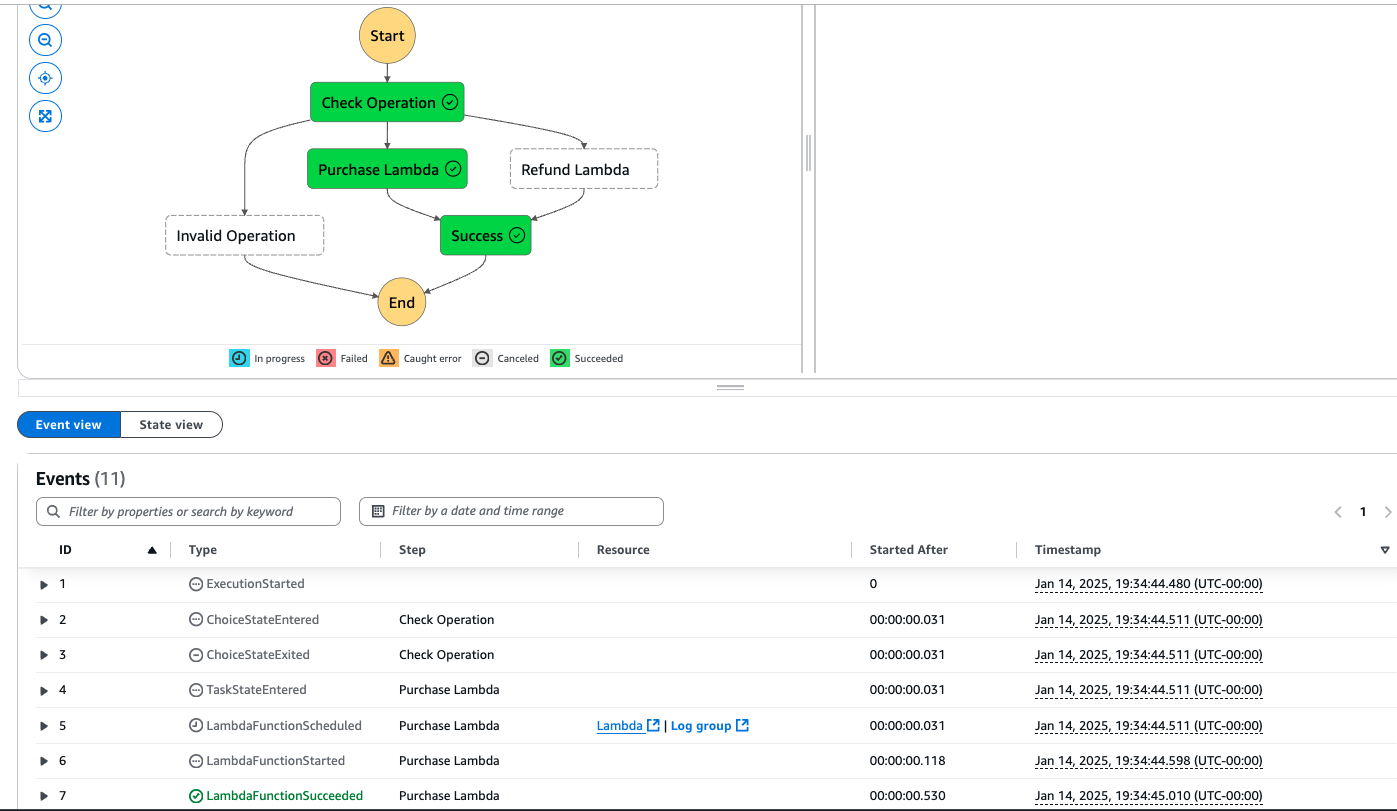 Start
Check Operation
Purchase Lambda
Refund Lambda
Invalid Operation
Success
End
In progress Failed Caught error Canceled Succeeded
Event view State view
Events (11)
Filter by properties or search by keyword Filter by a date and time range
1
ID Type Step Resource Started After Timestamp
1 ExecutionStarted 0 Jan 14, 2025, 19:34:44.480 (UTC-00:00)
2 ChoiceStateEntered Check Operation 00:00:00.031 Jan 14, 2025, 19:34:44.511 (UTC-00:00)
3 ChoiceStateExited Check Operation 00:00:00.031 Jan 14, 2025, 19:34:44.511 (UTC-00:00)
4 TaskStateEntered Purchase Lambda 00:00:00.031 Jan 14, 2025, 19:34:44.511 (UTC-00:00)
5 LambdaFunctionScheduled Purchase Lambda Lambda | Log group 00:00:00.031 Jan 14, 2025, 19:34:44.511 (UTC-00:00)
6 LambdaFunctionStarted Purchase Lambda 00:00:00.118 Jan 14, 2025, 19:34:44.598 (UTC-00:00)
7 LambdaFunctionSucceeded Purchase Lambda 00:00:00.530 Jan 14, 2025, 19:34:45.010 (UTC-00:00)